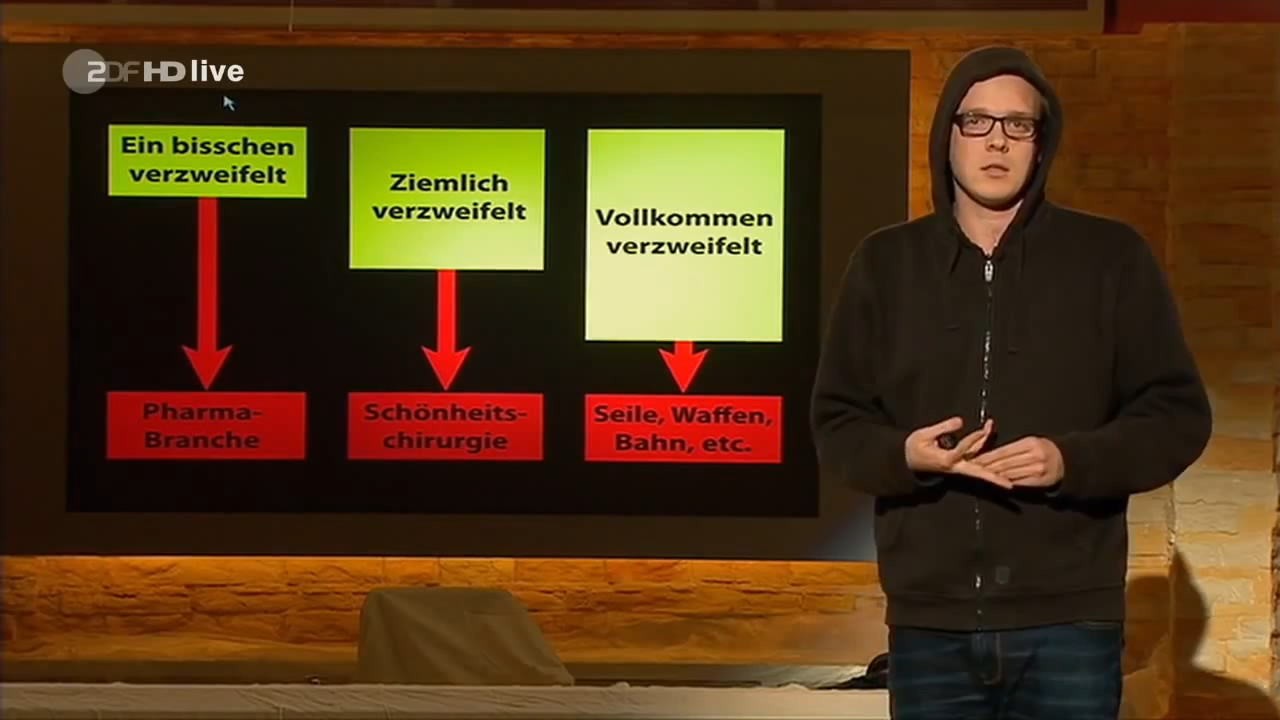 ZDF HD live
Ein bisschen
verzweifelt
Ziemlich
verzweifelt
Vollkommen
verzweifelt
Pharma-
Branche
Schönheits-
chirurgie
Seile, Waffen,
Bahn, etc.